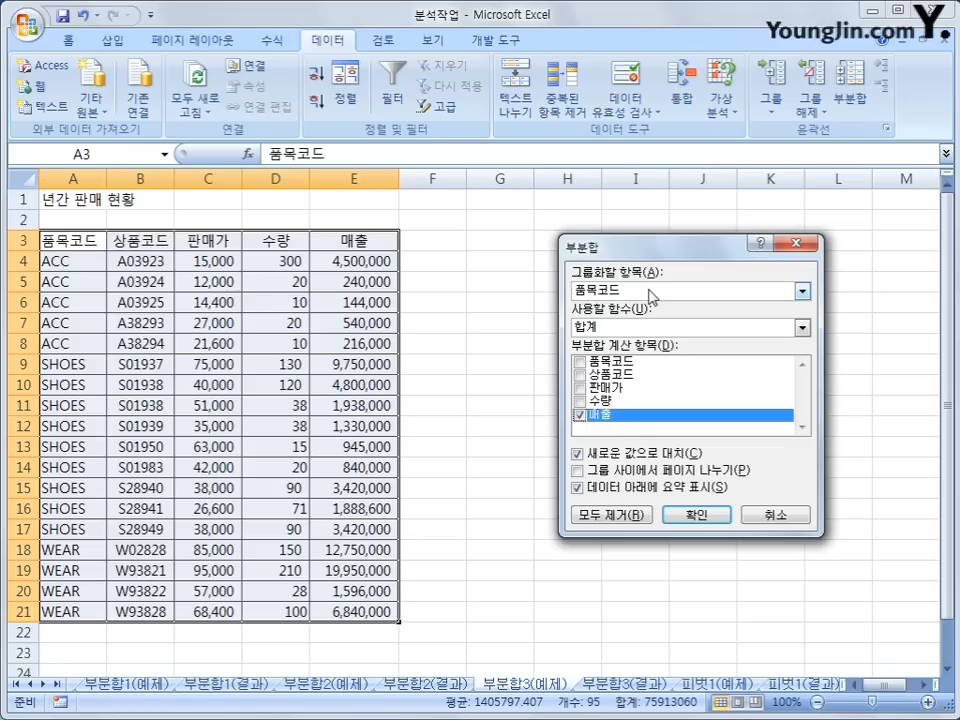 분석작업 - Microsoft Excel
Younglin.com Y.
홈 삽입 페이지 레이아웃 수식 데이터 검토 보기 개발 도구
Access 웹 텍스트 기타 원본 기존 연결
외부 데이터 가져오기
모두 새로 고침 연결 속성 연결 편집
연결
정렬 필터 지우기 다시 적용 고급
정렬 및 필터
텍스트 나누기 중복된 항목 제거 데이터 유효성 검사 통합 가상 분석
데이터 도구
그룹 그룹 해제 부분합
윤곽선
A3 fx 품목코드
A B C D E F G H I J K L M
1 년간 판매 현황
2
3 품목코드 상품코드 판매가 수량 매출
4 ACC A03923 15,000 300 4,500,000
5 ACC A03924 12,000 20 240,000
6 ACC A03925 14,400 10 144,000
7 ACC A38293 27,000 20 540,000
8 ACC A38294 21,600 10 216,000
9 SHOES S01937 75,000 130 9,750,000
10 SHOES S01938 40,000 120 4,800,000
11 SHOES S01938 51,000 38 1,938,000
12 SHOES S01939 35,000 38 1,330,000
13 SHOES S01950 63,000 15 945,000
14 SHOES S01983 42,000 20 840,000
15 SHOES S28940 38,000 90 3,420,000
16 SHOES S28941 26,600 71 1,888,600
17 SHOES S28949 38,000 90 3,420,000
18 WEAR W02828 85,000 150 12,750,000
19 WEAR W93821 95,000 210 19,950,000
20 WEAR W93822 57,000 28 1,596,000
21 WEAR W93828 68,400 100 6,840,000
22
23
24
부분합
그룹화할 항목(A):
품목코드
사용할 함수(U):
합계
부분합 계산 항목(D):
품목코드
상품코드
판매가
수량
매출
새로운 값으로 대치(C)
그룹 사이에서 페이지 나누기(P)
데이터 아래에 요약 표시(S)
모두 제거(R) 확인 취소
부분합1(예제) 부분합1(결과) 부분합2(예제) 부분합2(결과) 부분합3(예제) 부분합3(결과) 피벗1(예제) 피벗1(결과)
준비 평균: 1405797.407 개수: 95 합계: 75913060 100%